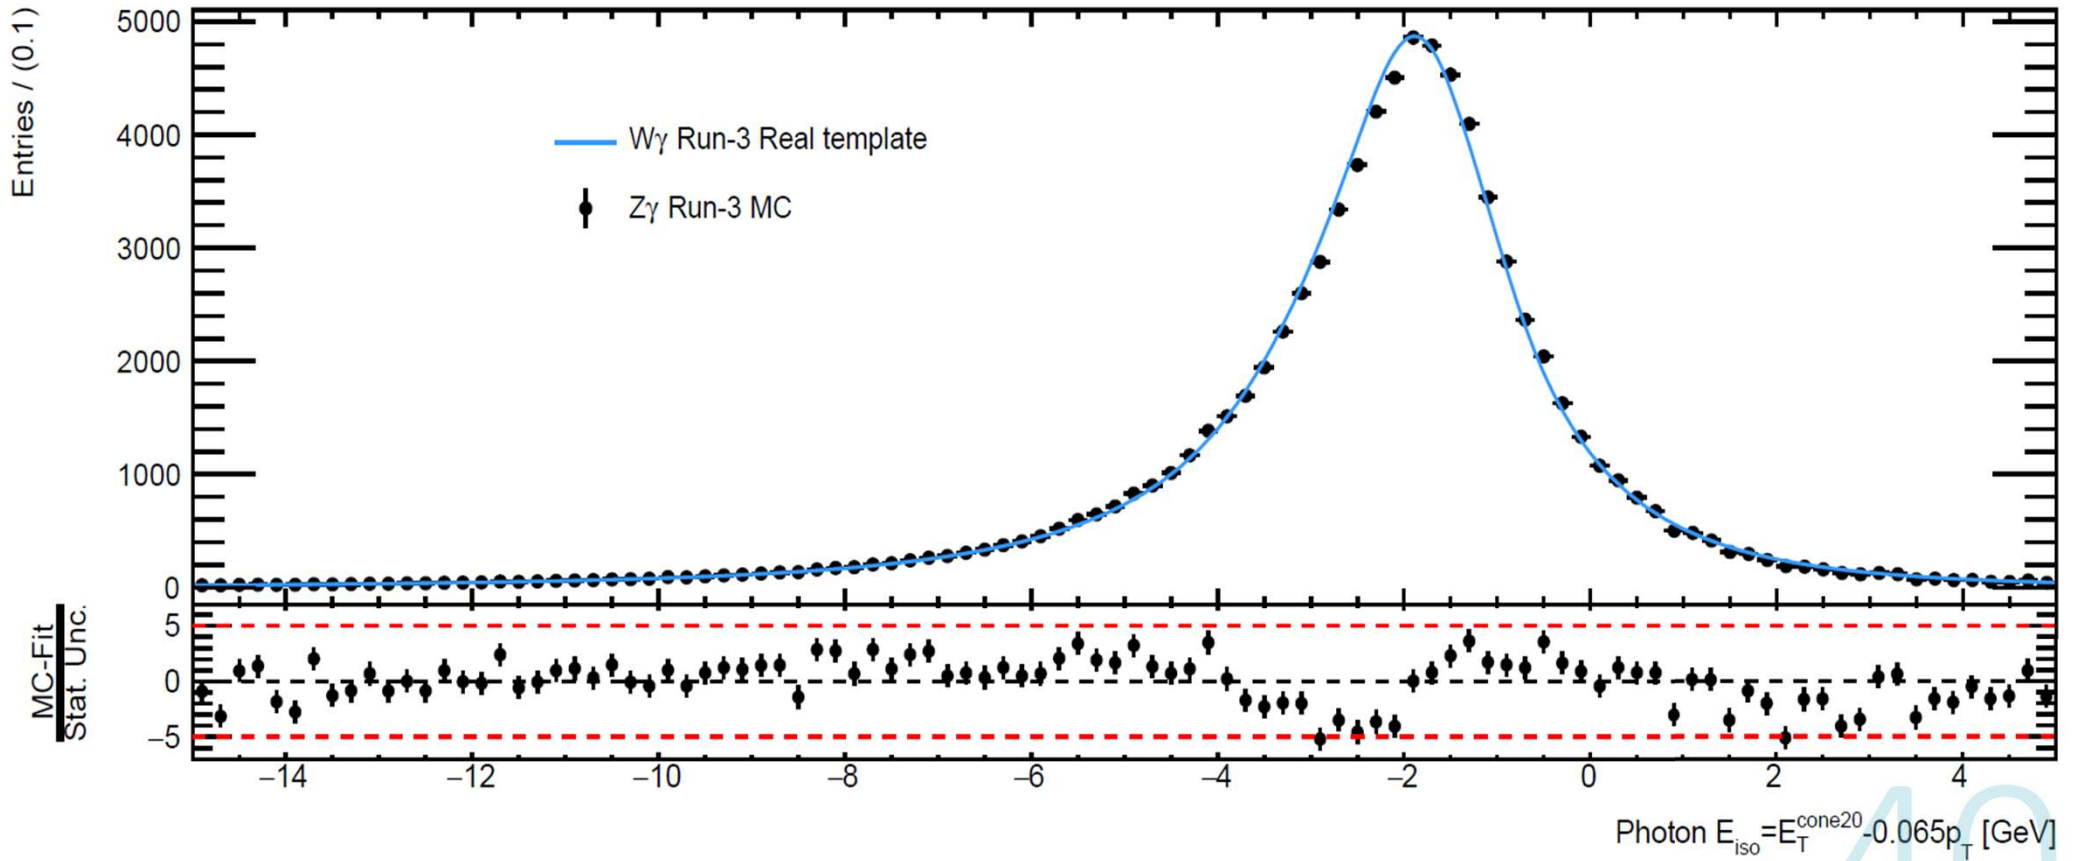 Entries / (0.1)
5000
4000
3000
2000
1000
0
Wγ Run-3 Real template
Zγ Run-3 MC
MC-Fit
Stat. Unc.
5
0
−5
−14 −12 −10 −8 −6 −4 −2 0 2 4
Photon E_iso=E_T^cone20-0.065p_T [GeV]
40